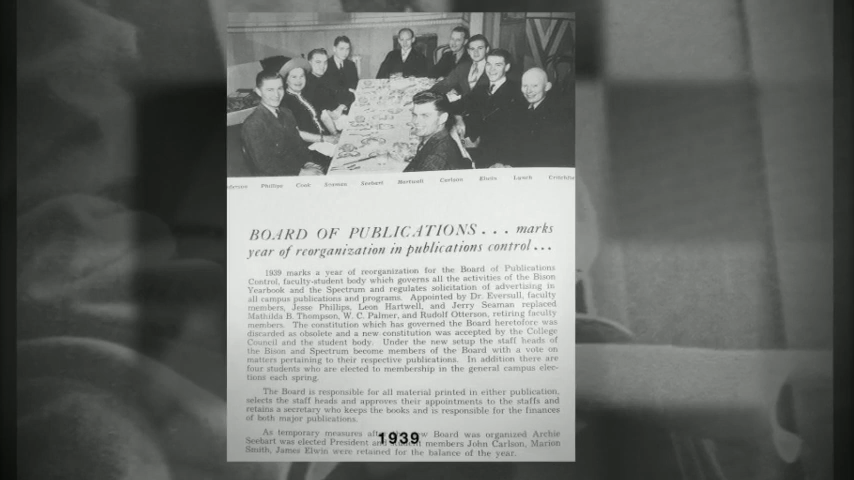 Phillips Cook Seebart Hartwell Carlson Elwin Lynch
BOARD OF PUBLICATIONS . . . marks
year of reorganization in publications control . . .
1939 marks a year of reorganization for the Board of Publications
Control, faculty-student body which governs all the activities of the Bison
Yearbook and the Spectrum and regulates solicitation of advertising in
all campus publications and programs. Appointed by Dr. Eversull, faculty
members, Jesse Phillips, Leon Hartwell, and Jerry Seaman replaced
Mathilda B. Thompson, W. C. Palmer, and Rudolf Otterson, retiring faculty
members. The constitution which has governed the Board heretofore was
discarded as obsolete and a new constitution was accepted by the College
Council and the student body. Under the new setup the staff heads of
the Bison and Spectrum become members of the Board with a vote on
matters pertaining to their respective publications. In addition there are
four students who are elected to membership in the general campus elec-
tions each spring.
The Board is responsible for all material printed in either publication,
selects the staff heads and approves their appointments to the staffs and
retains a secretary who keeps the books and is responsible for the finances
of both major publications.
As temporary measures Board was organized Archie
Seebart was elected President members John Carlson, Marion
Smith, James Elwin were retained for the balance of the year.
1939